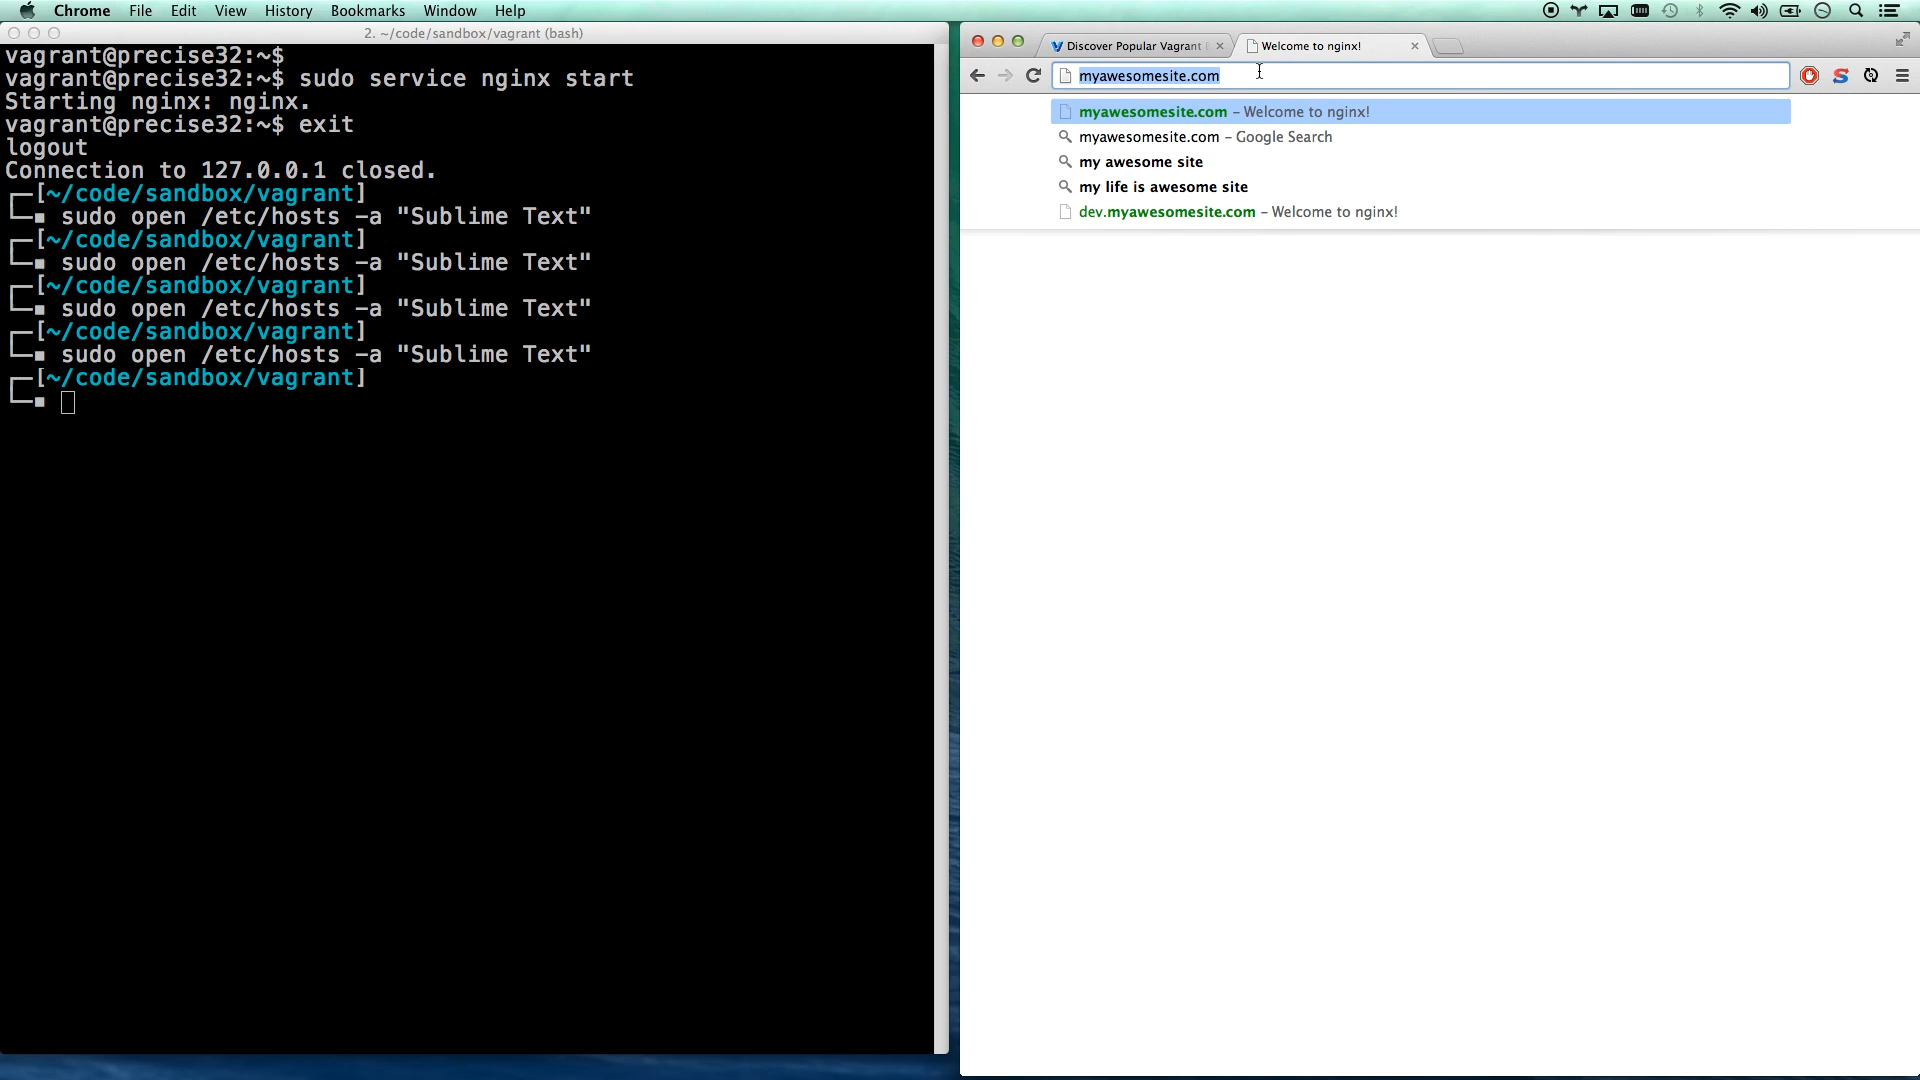 Chrome File Edit View History Bookmarks Window Help
2. ~/code/sandbox/vagrant (bash)
vagrant@precise32:~$
vagrant@precise32:~$ sudo service nginx start
Starting nginx: nginx.
vagrant@precise32:~$ exit
logout
Connection to 127.0.0.1 closed.
[~/code/sandbox/vagrant]
sudo open /etc/hosts -a "Sublime Text"
[~/code/sandbox/vagrant]
sudo open /etc/hosts -a "Sublime Text"
[~/code/sandbox/vagrant]
sudo open /etc/hosts -a "Sublime Text"
[~/code/sandbox/vagrant]
sudo open /etc/hosts -a "Sublime Text"
[~/code/sandbox/vagrant]
Discover Popular Vagrant
Welcome to nginx!
myawesomesite.com
myawesomesite.com – Welcome to nginx!
myawesomesite.com – Google Search
my awesome site
my life is awesome site
dev.myawesomesite.com – Welcome to nginx!